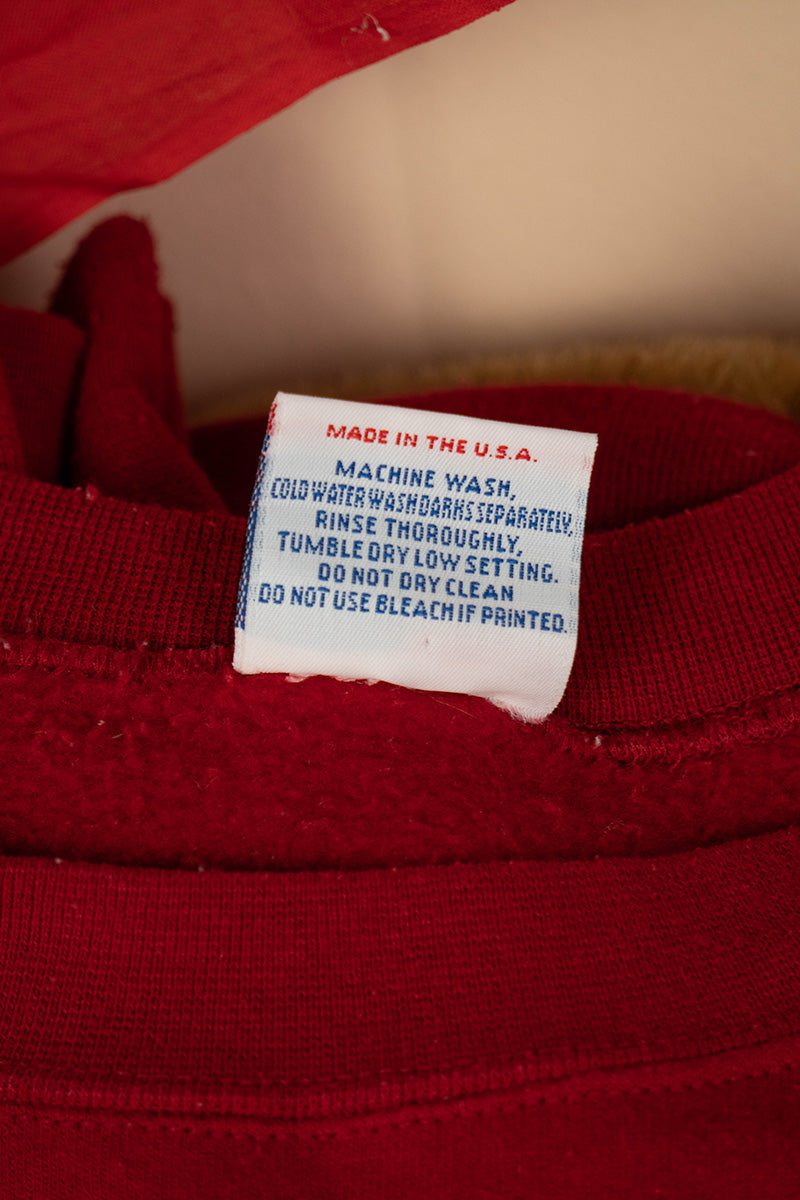 MADE IN THE U.S.A.
MACHINE WASH,
COLD WATER WASH DARKS SEPARATELY,
RINSE THOROUGHLY,
TUMBLE DRY LOW SETTING.
DO NOT DRY CLEAN
DO NOT USE BLEACH IF PRINTED.